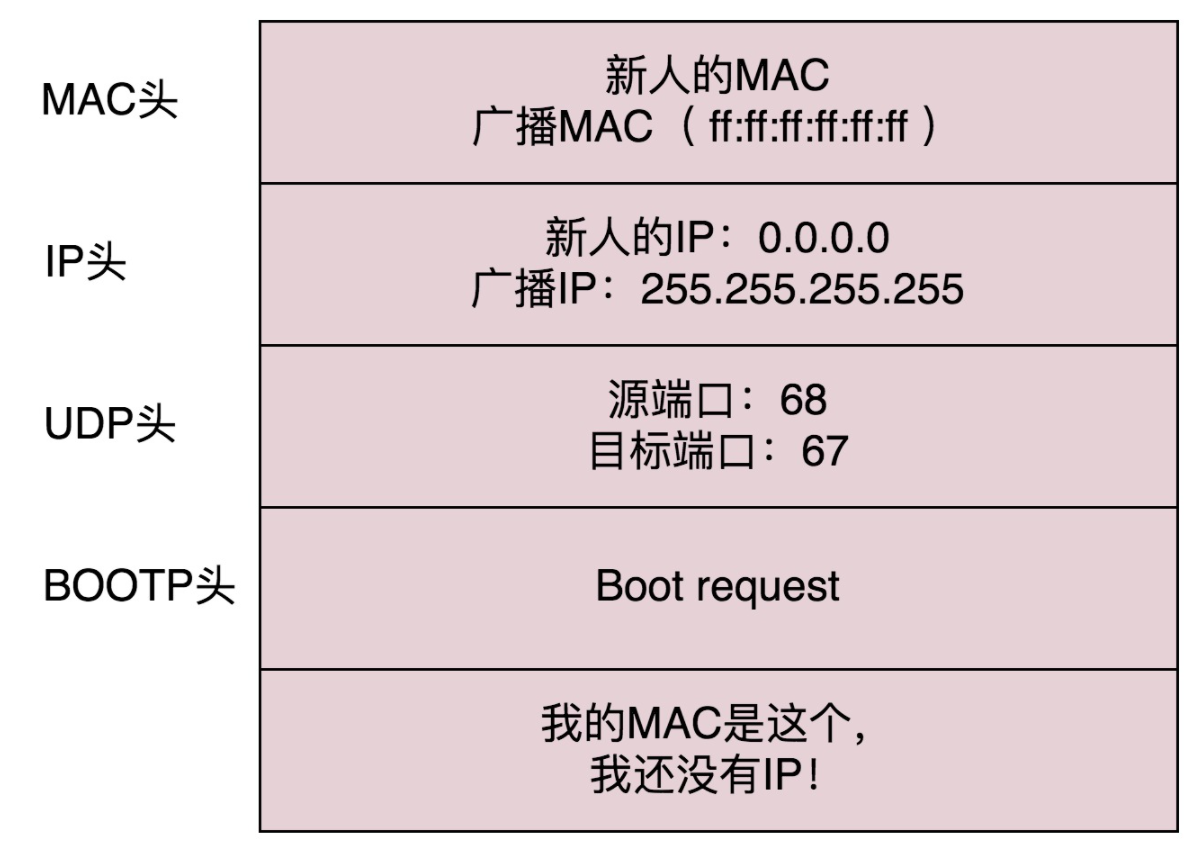 MAC头
新人的MAC
广播MAC（ff:ff:ff:ff:ff:ff）
IP头
新人的IP：0.0.0.0
广播IP：255.255.255.255
UDP头
源端口：68
目标端口：67
BOOTP头
Boot request
我的MAC是这个，
我还没有IP！